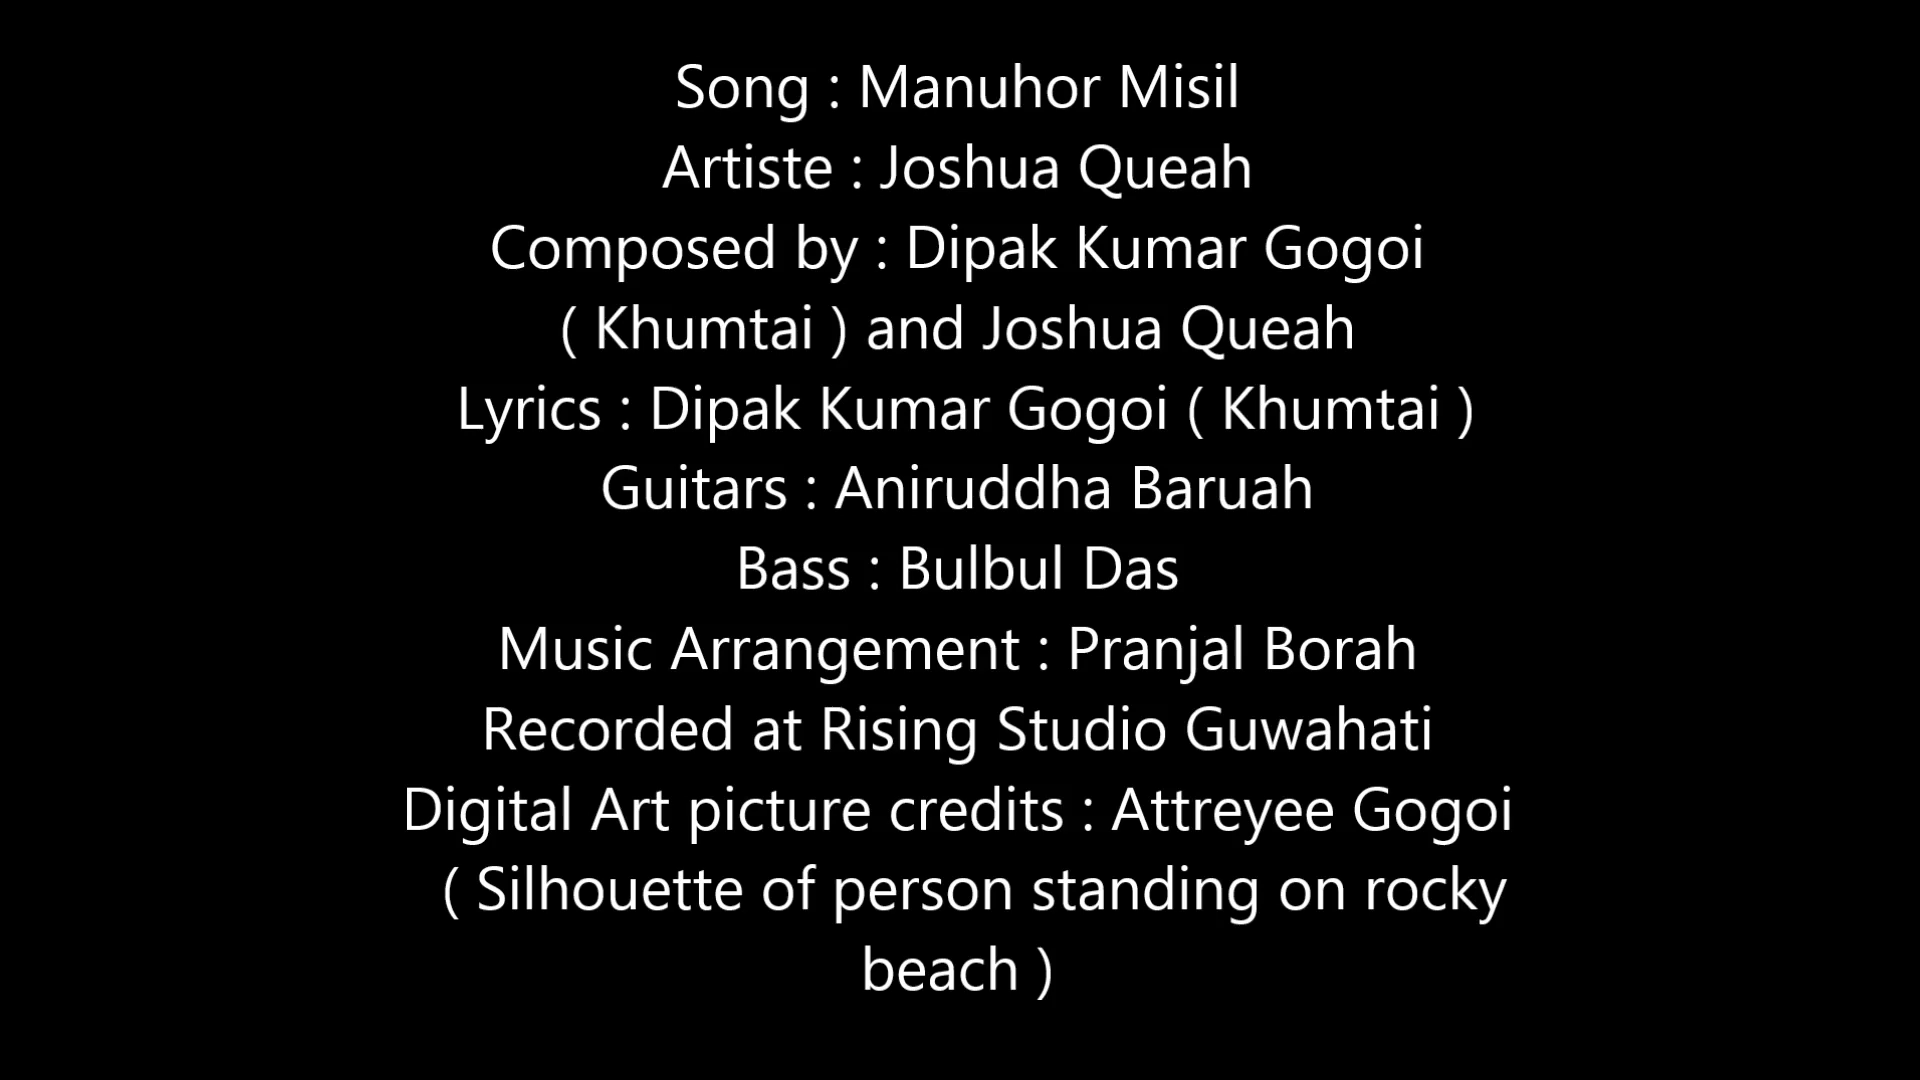 Song : Manuhor Misil
Artiste : Joshua Queah
Composed by : Dipak Kumar Gogoi
( Khumtai ) and Joshua Queah
Lyrics : Dipak Kumar Gogoi ( Khumtai )
Guitars : Aniruddha Baruah
Bass : Bulbul Das
Music Arrangement : Pranjal Borah
Recorded at Rising Studio Guwahati
Digital Art picture credits : Attreyee Gogoi
( Silhouette of person standing on rocky
beach )